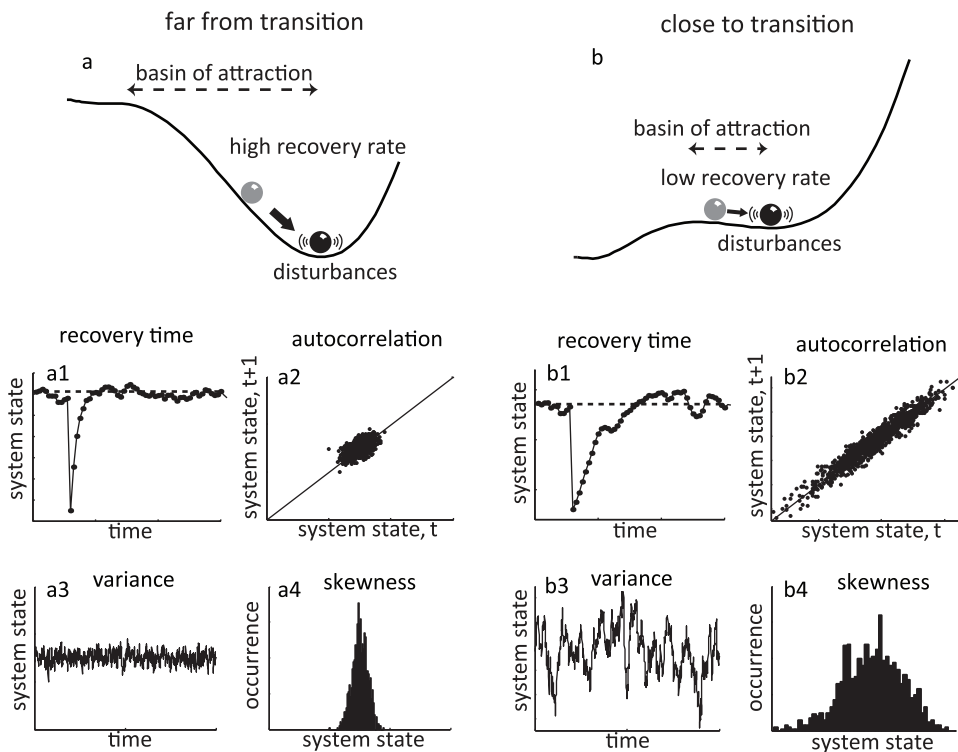 far from transition
a
basin of attraction
high recovery rate
disturbances
recovery time
a1
system state
time
autocorrelation
a2
system state, t+1
system state, t
variance
a3
system state
time
skewness
a4
occurrence
system state
close to transition
b
basin of attraction
low recovery rate
disturbances
recovery time
b1
system state
time
autocorrelation
b2
system state, t+1
system state, t
variance
b3
system state
time
skewness
b4
occurrence
system state